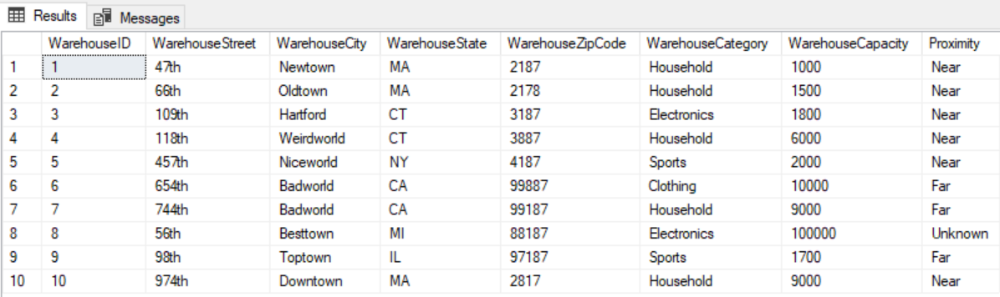 Results Messages
WarehouseID WarehouseStreet WarehouseCity WarehouseState WarehouseZipCode WarehouseCategory WarehouseCapacity Proximity
1 1 47th Newtown MA 2187 Household 1000 Near
2 2 66th Oldtown MA 2178 Household 1500 Near
3 3 109th Hartford CT 3187 Electronics 1800 Near
4 4 118th Weirdworld CT 3887 Household 6000 Near
5 5 457th Niceworld NY 4187 Sports 2000 Near
6 6 654th Badworld CA 99887 Clothing 10000 Far
7 7 744th Badworld CA 99187 Household 9000 Far
8 8 56th Besttown MI 88187 Electronics 100000 Unknown
9 9 98th Toptown IL 97187 Sports 1700 Far
10 10 974th Downtown MA 2817 Household 9000 Near